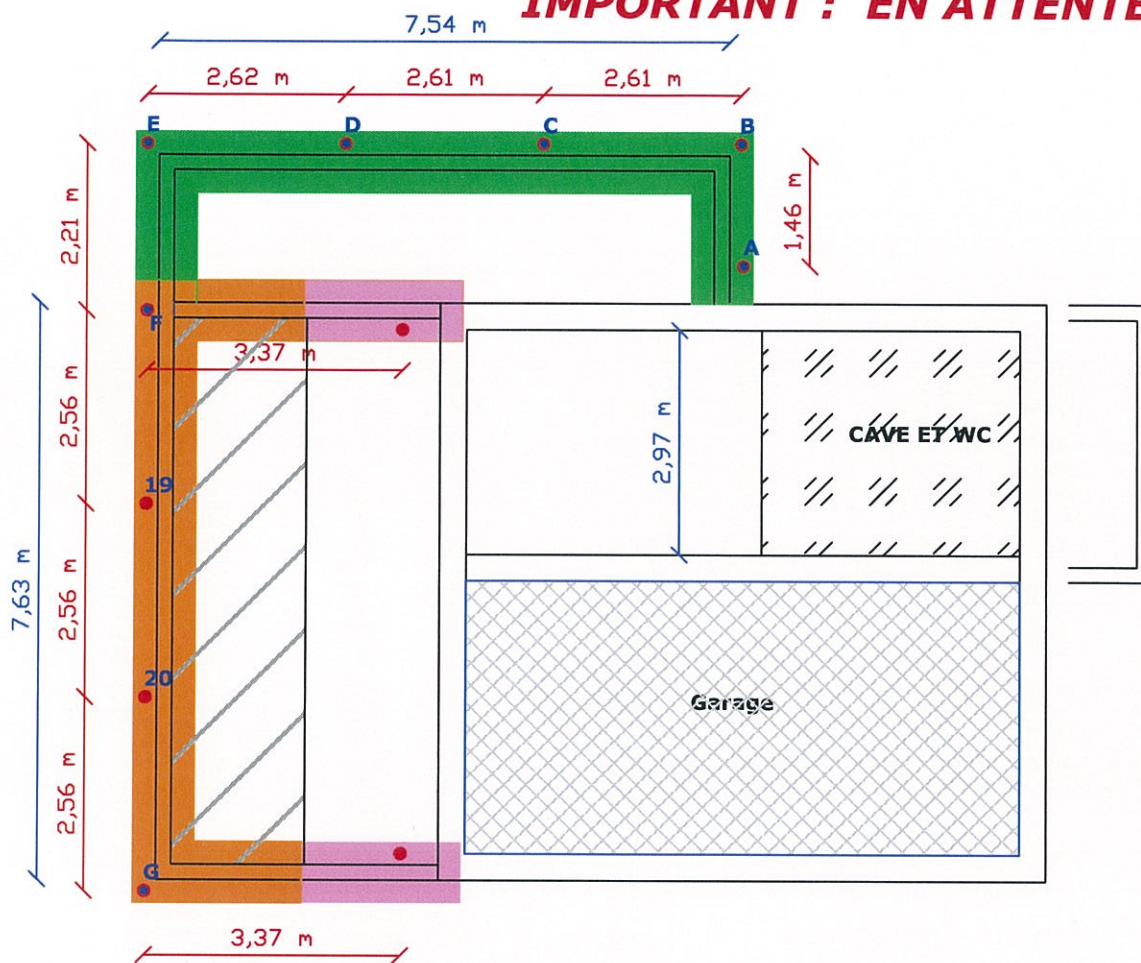 IMPORTANT : EN ATTENTE
7,54 m
2,62 m
2,61 m
2,61 m
E
D
C
B
2,21 m
1,46 m
A
F
3,37 m
2,56 m
2,97 m
CAVE ET WC
19
7,63 m
2,56 m
20
Garage
2,56 m
G
3,37 m